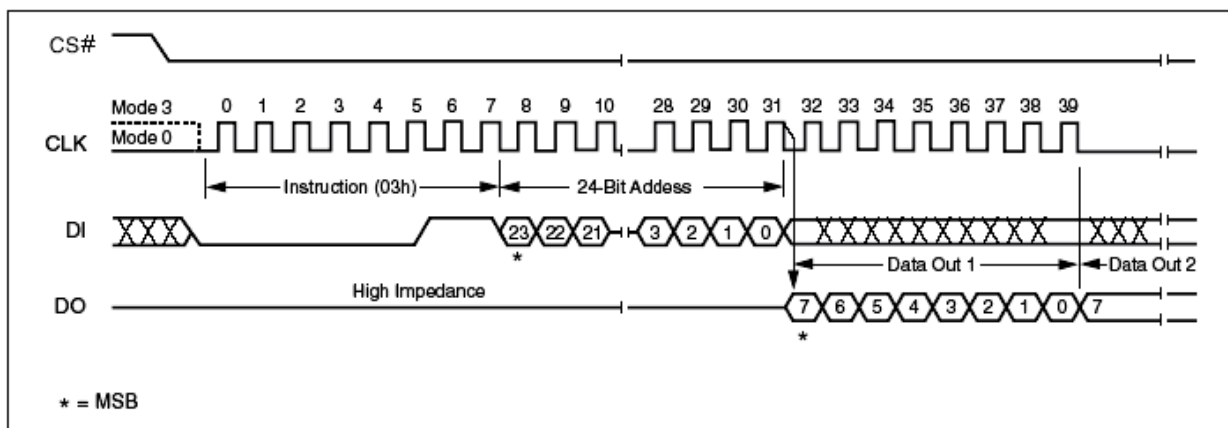 CS#
Mode 3 0 1 2 3 4 5 6 7 8 9 10 28 29 30 31 32 33 34 35 36 37 38 39
CLK Mode 0
Instruction (03h) 24-Bit Addess
DI 23 22 21 3 2 1 0
*
Data Out 1 Data Out 2
High Impedance
DO 7 6 5 4 3 2 1 0 7
*
* = MSB